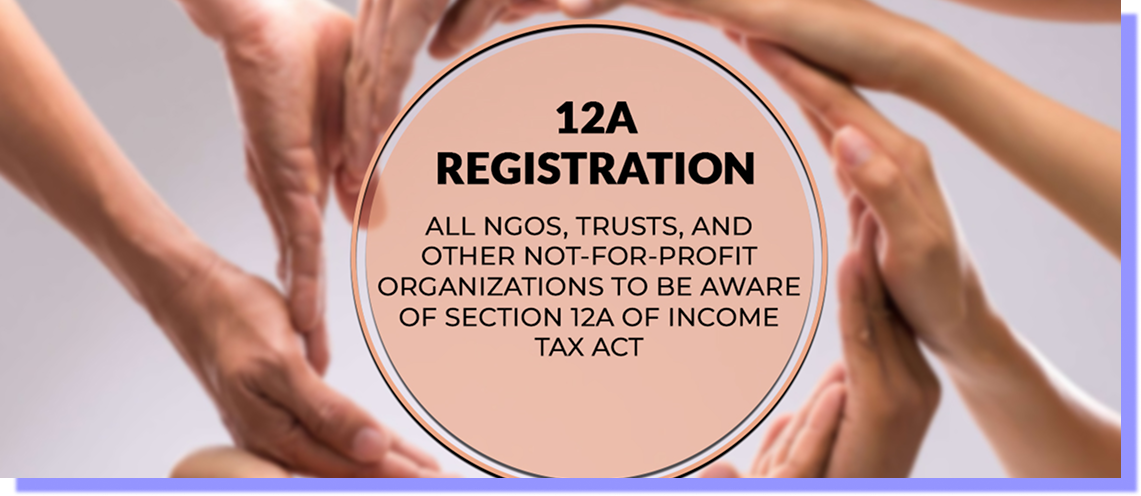 12A
REGISTRATION
ALL NGOS, TRUSTS, AND
OTHER NOT-FOR-PROFIT
ORGANIZATIONS TO BE AWARE
OF SECTION 12A OF INCOME
TAX ACT